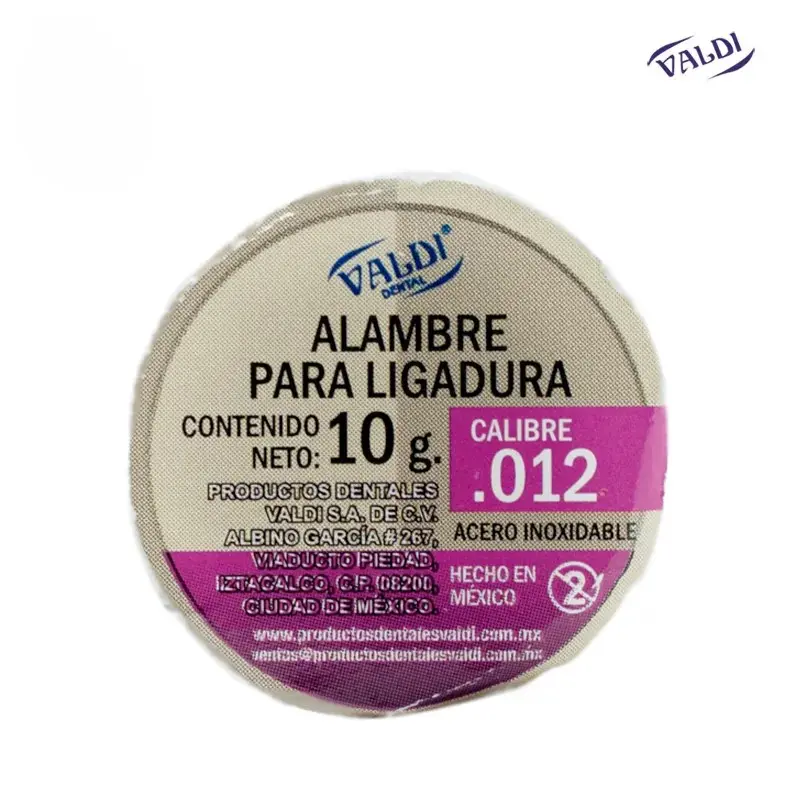 VALDI
VALDI®
DENTAL
ALAMBRE
PARA LIGADURA
CONTENIDO
NETO: 10 g.
CALIBRE
.012
ACERO INOXIDABLE
PRODUCTOS DENTALES
VALDI S.A. DE C.V.
ALBINO GARCÍA # 267,
VIADUCTO PIEDAD,
IZTACALCO, C.P. 08200,
CIUDAD DE MÉXICO.
HECHO EN
MÉXICO
2
www.productosdentalesvaldi.com.mx
ventas@productosdentalesvaldi.com.mx